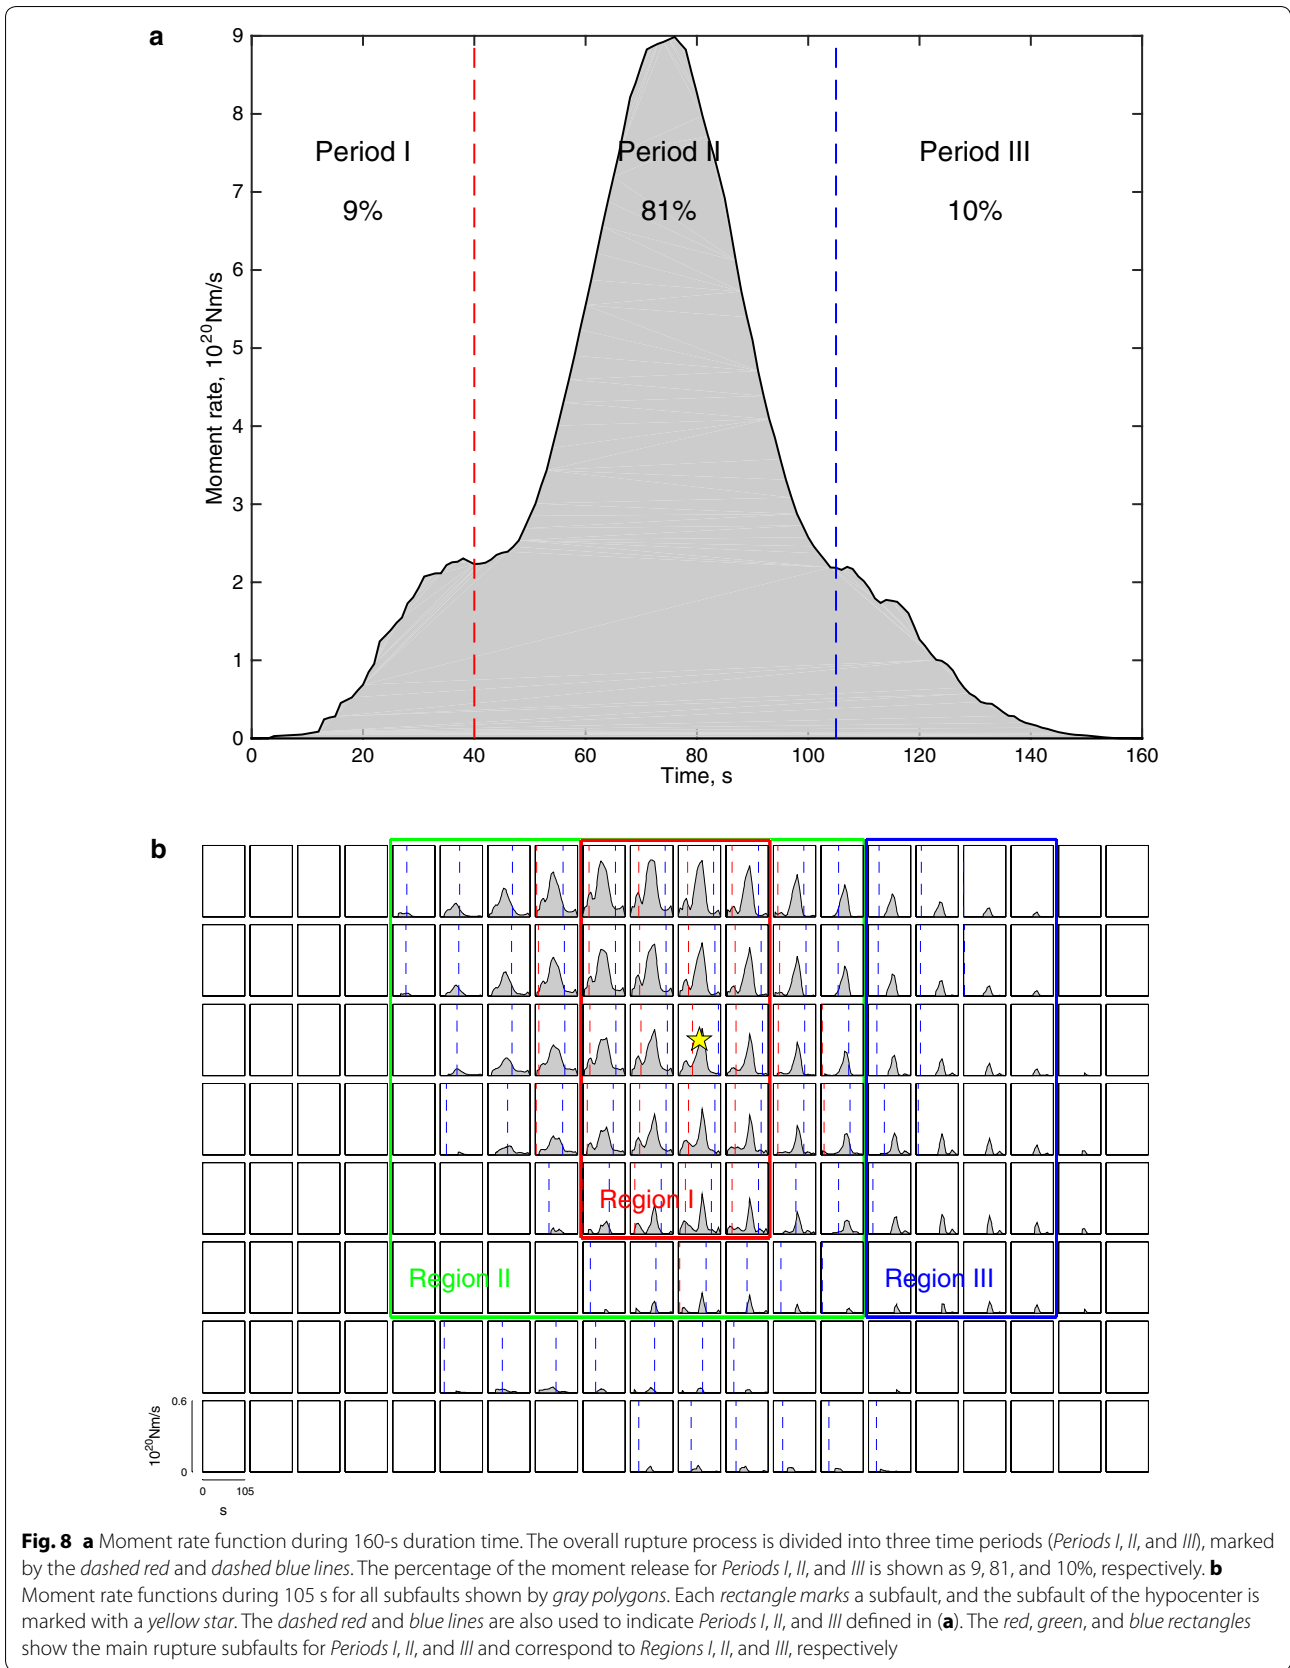 a
9
8
7
6
5
4
3
2
1
0
Moment rate, 10²⁰Nm/s
Period I
9%
Period II
81%
Period III
10%
0 20 40 60 80 100 120 140 160
Time, s
b
Region I
Region II
Region III
0.6
0
10²⁰Nm/s
0 105
s
Fig. 8 a Moment rate function during 160-s duration time. The overall rupture process is divided into three time periods (Periods I, II, and III), marked
by the dashed red and dashed blue lines. The percentage of the moment release for Periods I, II, and III is shown as 9, 81, and 10%, respectively. b
Moment rate functions during 105 s for all subfaults shown by gray polygons. Each rectangle marks a subfault, and the subfault of the hypocenter is
marked with a yellow star. The dashed red and blue lines are also used to indicate Periods I, II, and III defined in (a). The red, green, and blue rectangles
show the main rupture subfaults for Periods I, II, and III and correspond to Regions I, II, and III, respectively